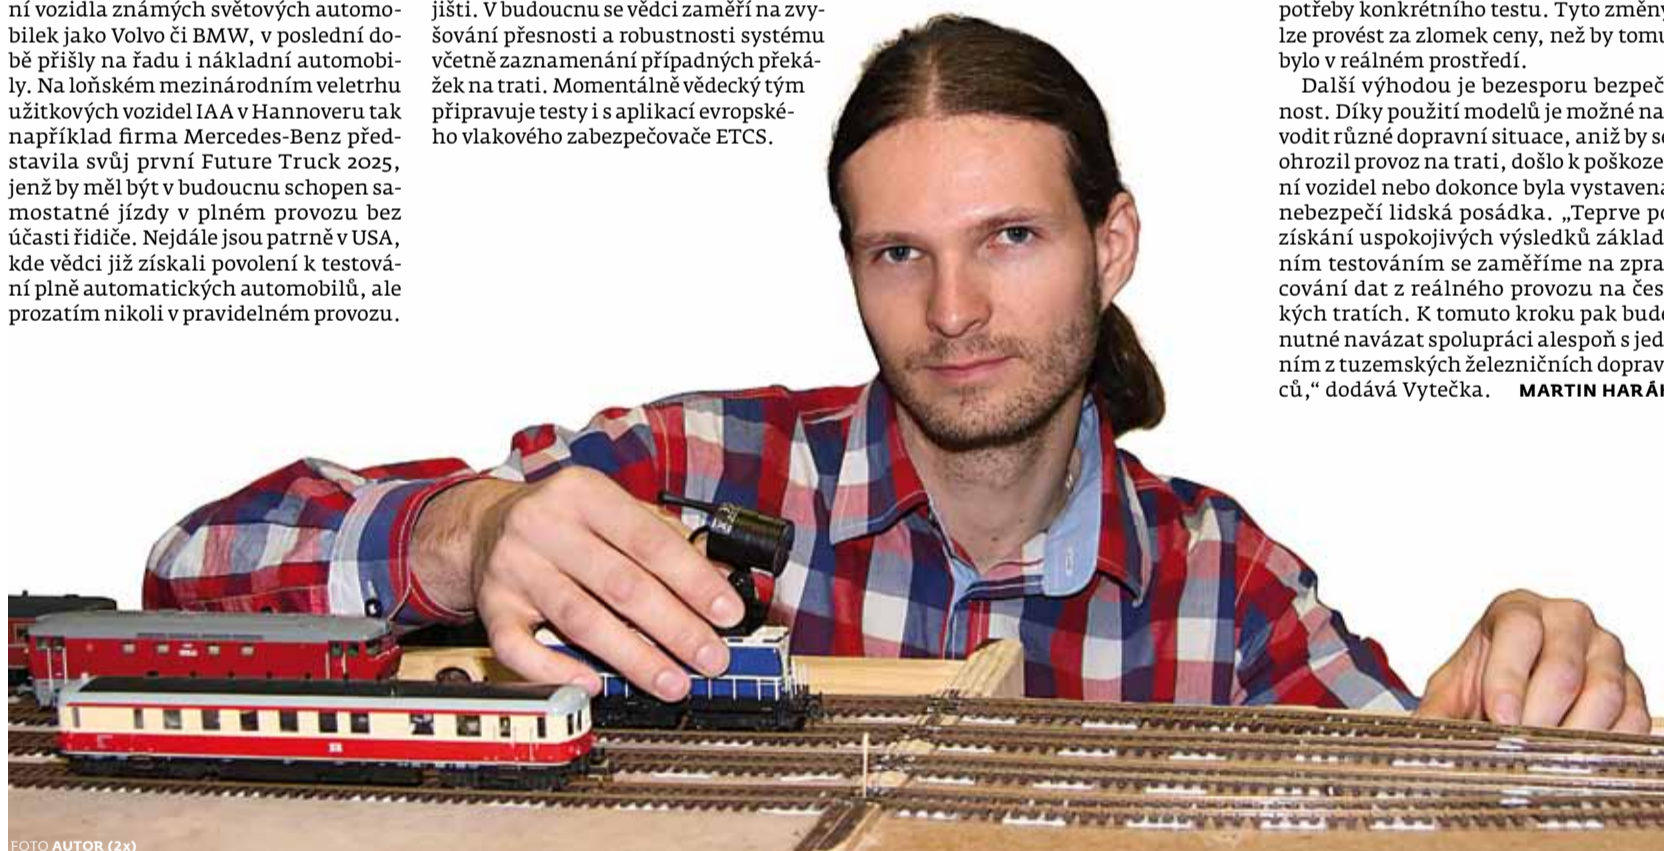 ní vozidla známých světových automo-
bilek jako Volvo či BMW, v poslední do-
bě přišly na řadu i nákladní automobi-
ly. Na loňském mezinárodním veletrhu
užitkových vozidel IAA v Hannoveru tak
například firma Mercedes-Benz před-
stavila svůj první Future Truck 2025,
jenž by měl být v budoucnu schopen sa-
mostatné jízdy v plném provozu bez
účasti řidiče. Nejdále jsou patrně v USA,
kde vědci již získali povolení k testová-
ní plně automatických automobilů, ale
prozatím nikoli v pravidelném provozu.
jišti. V budoucnu se vědci zaměří na zvy-
šování přesnosti a robustnosti systému
včetně zaznamenání případných překá-
žek na trati. Momentálně vědecký tým
připravuje testy i s aplikací evropské-
ho vlakového zabezpečovače ETCS.
potřeby konkrétního testu. Tyto změny
lze provést za zlomek ceny, než by tomu
bylo v reálném prostředí.
Další výhodou je bezesporu bezpeč
nost. Díky použití modelů je možné na
vodit různé dopravní situace, aniž by se
ohrozil provoz na trati, došlo k poškoze
ní vozidel nebo dokonce byla vystavena
nebezpečí lidská posádka. „Teprve po
získání uspokojivých výsledků základ
ním testováním se zaměříme na zpra
cování dat z reálného provozu na čes
kých tratích. K tomuto kroku pak bude
nutné navázat spolupráci alespoň s jed
ním z tuzemských železničních doprav
ců,“ dodává Vytečka. MARTIN HARÁK
FOTO AUTOR (2x)